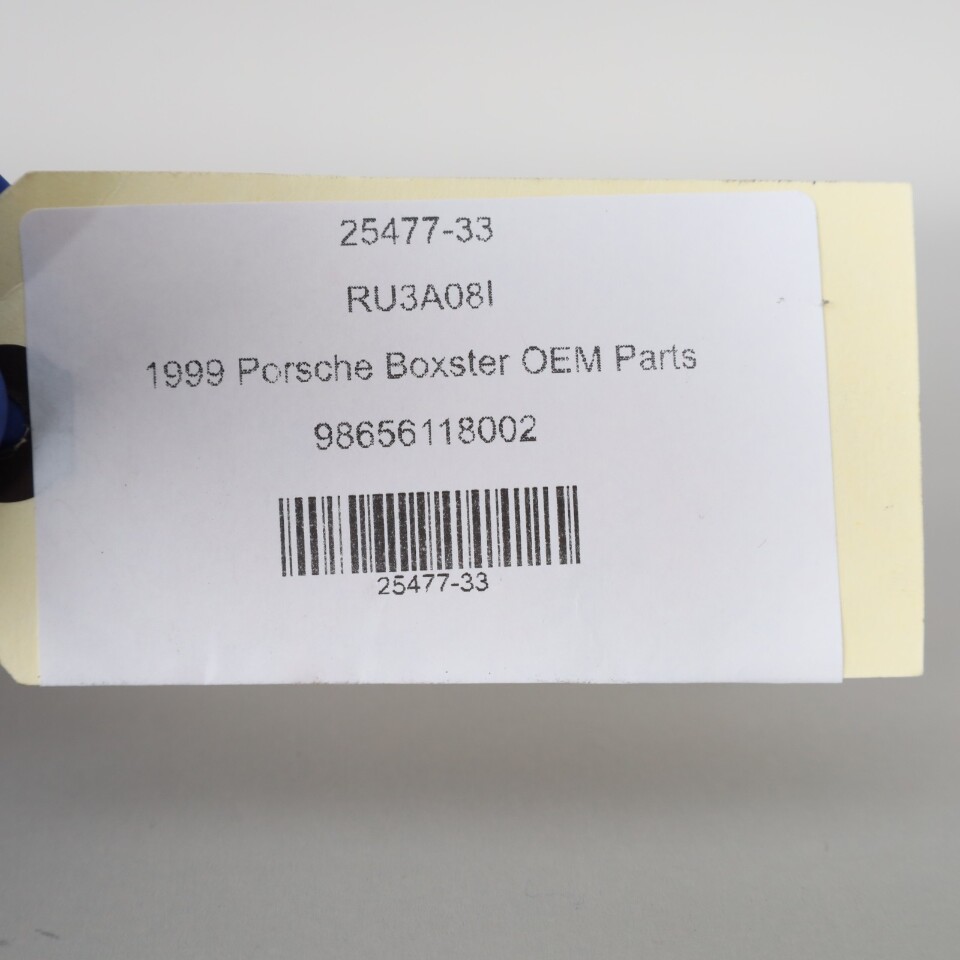 25477-33
RU3A08I
1999 Porsche Boxster OEM Parts
98656118002
25477-33